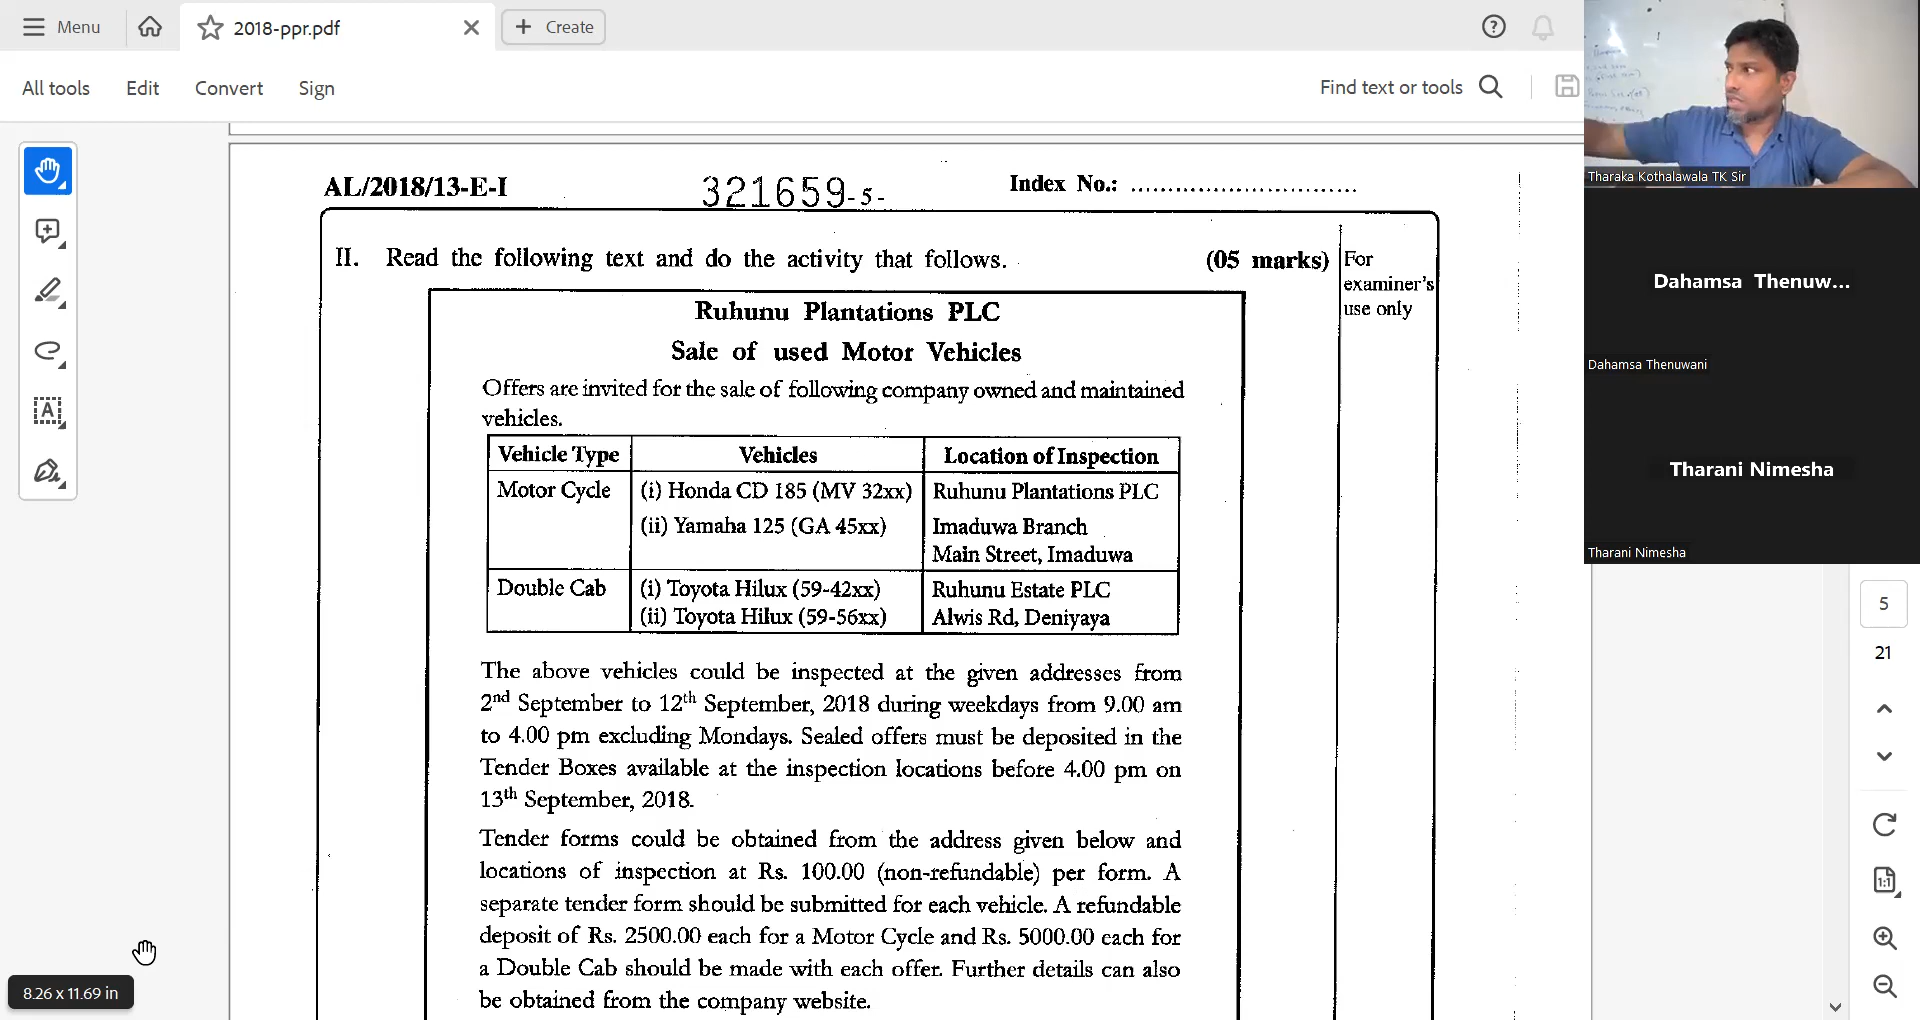 Menu
2018-ppr.pdf
Create
All tools
Edit
Convert
Sign
Find text or tools
AL/2018/13-E-I
321659-5-
Index No.: ..............................
II. Read the following text and do the activity that follows. (05 marks)
For
examiner's
use only
Ruhunu Plantations PLC
Sale of used Motor Vehicles
Offers are invited for the sale of following company owned and maintained
vehicles.
Vehicle Type Vehicles Location of Inspection
Motor Cycle (i) Honda CD 185 (MV 32xx) Ruhunu Plantations PLC
(ii) Yamaha 125 (GA 45xx) Imaduwa Branch
Main Street, Imaduwa
Double Cab (i) Toyota Hilux (59-42xx) Ruhunu Estate PLC
(ii) Toyota Hilux (59-56xx) Alwis Rd, Deniyaya
The above vehicles could be inspected at the given addresses from
2nd September to 12th September, 2018 during weekdays from 9.00 am
to 4.00 pm excluding Mondays. Sealed offers must be deposited in the
Tender Boxes available at the inspection locations before 4.00 pm on
13th September, 2018.
Tender forms could be obtained from the address given below and
locations of inspection at Rs. 100.00 (non-refundable) per form. A
separate tender form should be submitted for each vehicle. A refundable
deposit of Rs. 2500.00 each for a Motor Cycle and Rs. 5000.00 each for
a Double Cab should be made with each offer. Further details can also
be obtained from the company website.
8.26 x 11.69 in
Tharaka Kothalawala TK Sir
Dahamsa Thenuw...
Dahamsa Thenuwani
Tharani Nimesha
Tharani Nimesha
5
21
1:1